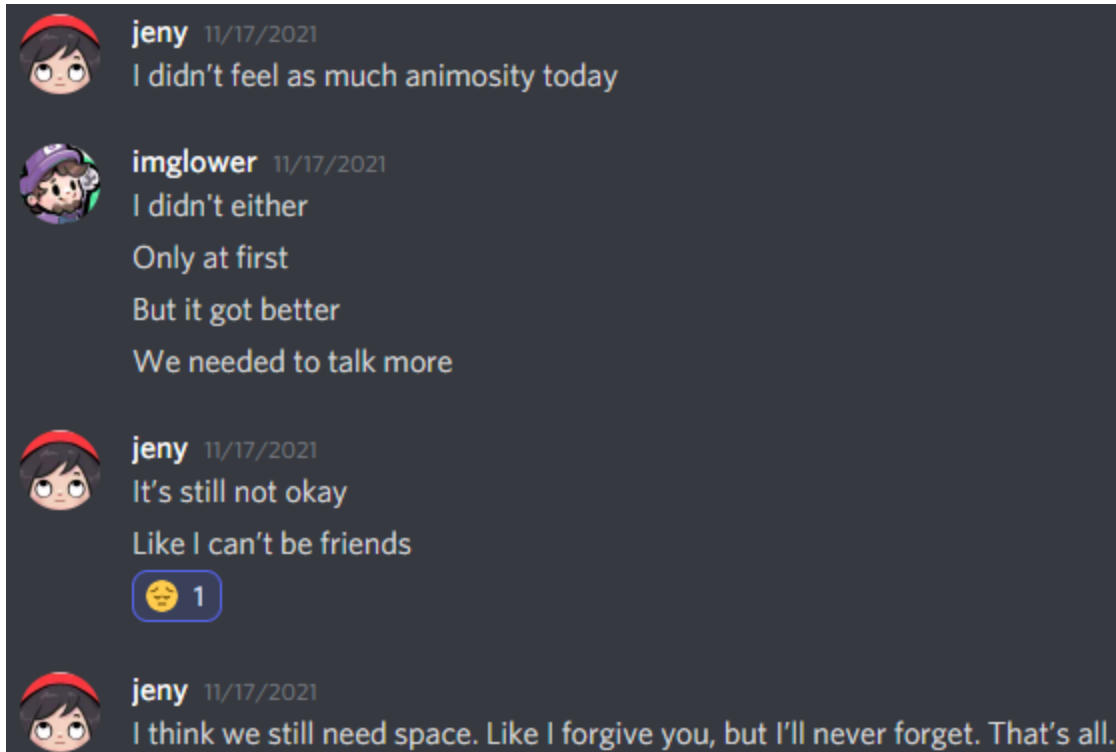 jeny 11/17/2021
I didn’t feel as much animosity today
imglower 11/17/2021
I didn't either
Only at first
But it got better
We needed to talk more
jeny 11/17/2021
It’s still not okay
Like I can’t be friends
1
jeny 11/17/2021
I think we still need space. Like I forgive you, but I’ll never forget. That’s all.